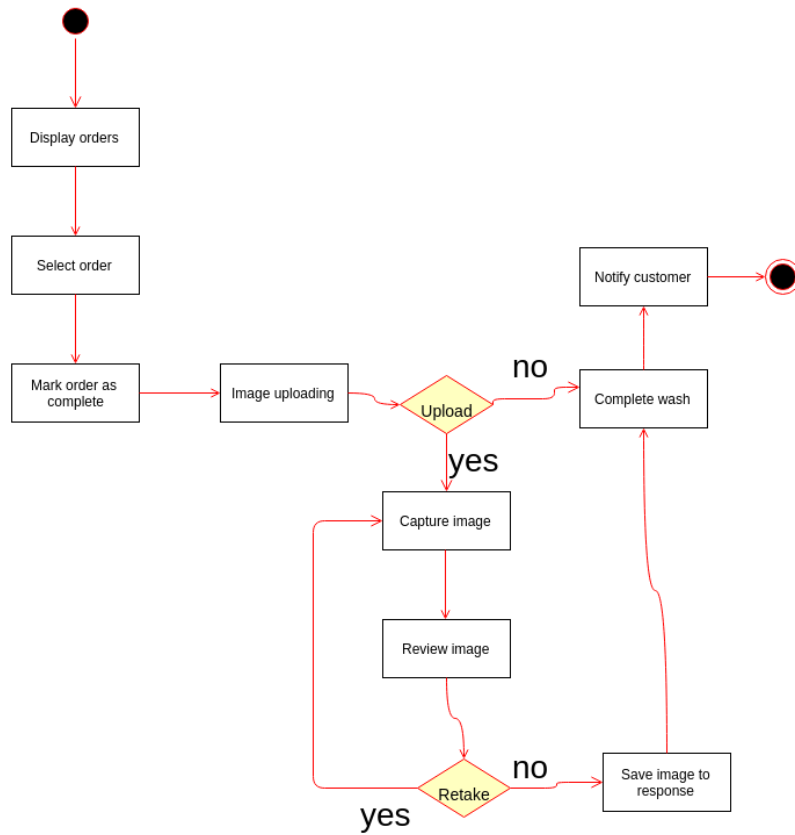 Display orders
Select order
Mark order as
complete
Image uploading
Upload
no
yes
Notify customer
Complete wash
Capture image
Review image
Retake
yes
no
Save image to
response